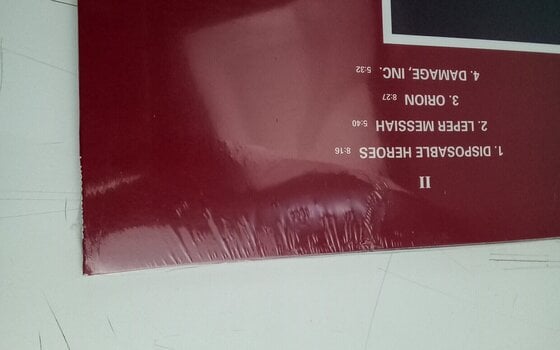 II
1. DISPOSABLE HEROES 8:16
2. LEPER MESSIAH 5:40
3. ORION 8:27
4. DAMAGE, INC. 5:32